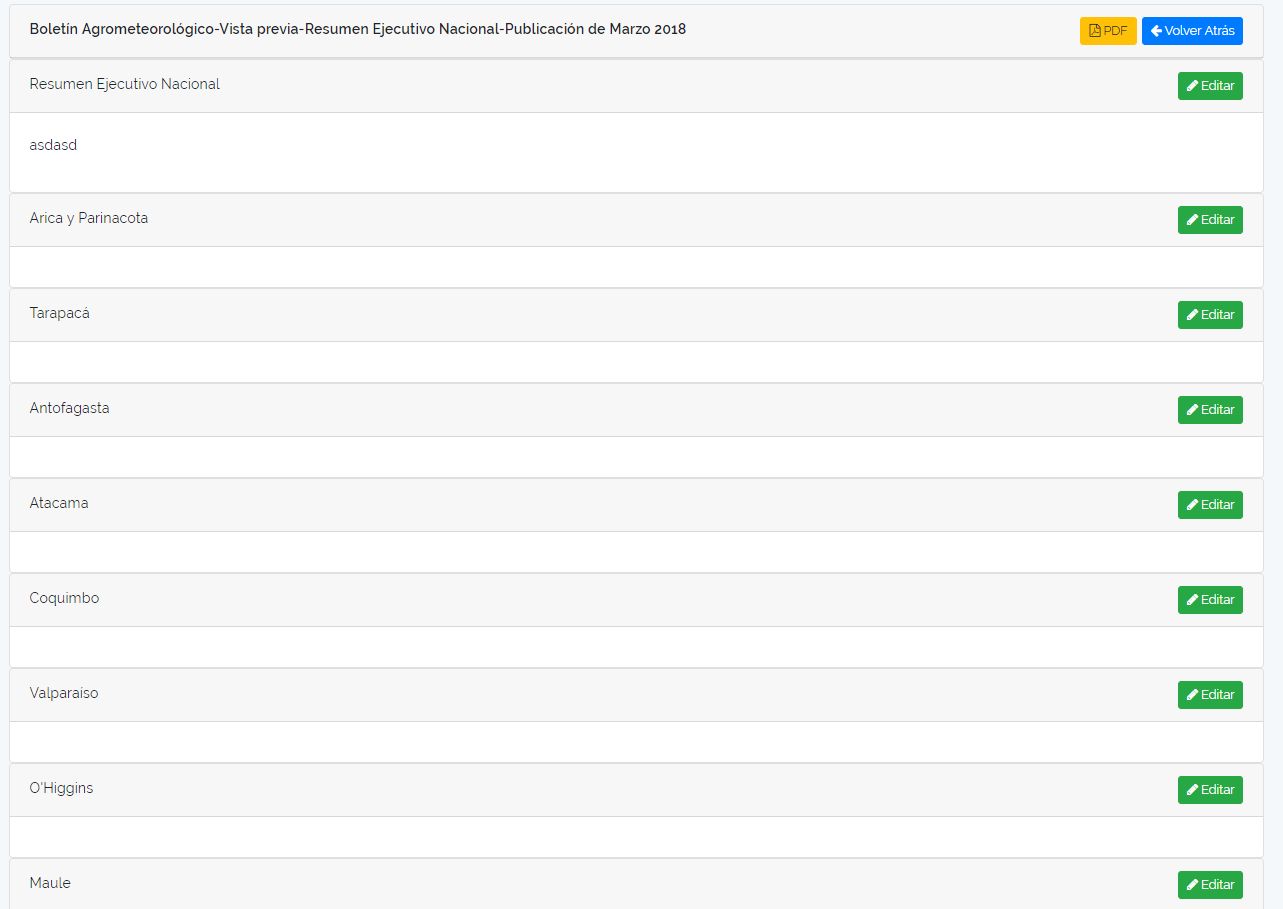 Boletín Agrometeorológico-Vista previa-Resumen Ejecutivo Nacional-Publicación de Marzo 2018 PDF Volver Atrás
Resumen Ejecutivo Nacional Editar
asdasd
Arica y Parinacota Editar
Tarapacá Editar
Antofagasta Editar
Atacama Editar
Coquimbo Editar
Valparaíso Editar
O'Higgins Editar
Maule Editar